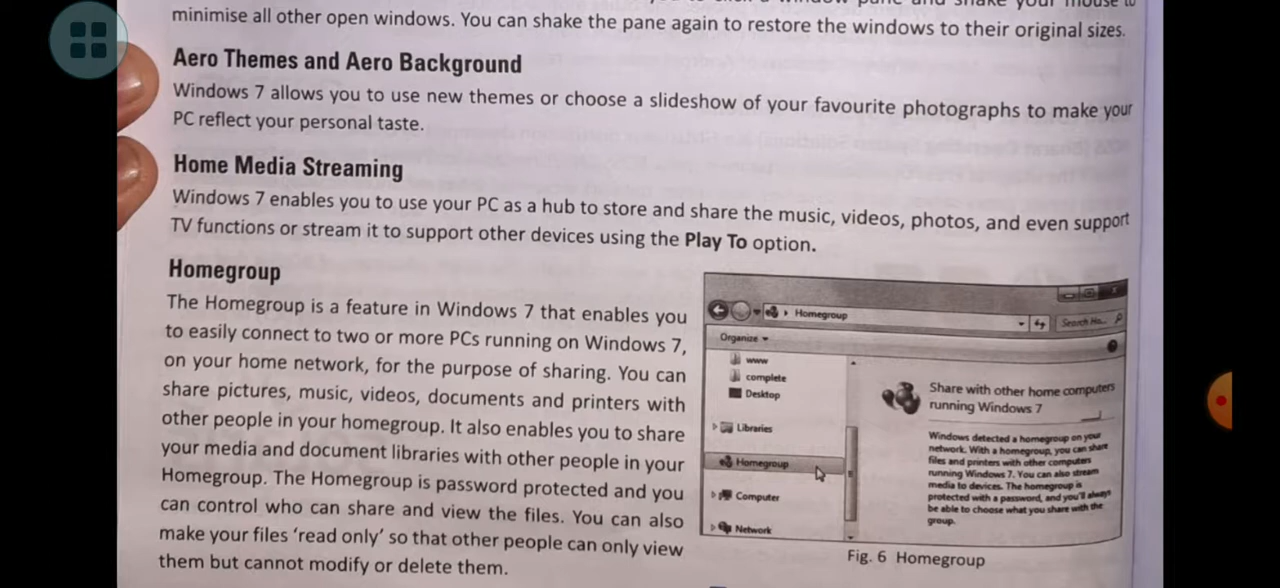 minimise all other open windows. You can shake the pane again to restore the windows to their original sizes.
Aero Themes and Aero Background
Windows 7 allows you to use new themes or choose a slideshow of your favourite photographs to make your
PC reflect your personal taste.
Home Media Streaming
Windows 7 enables you to use your PC as a hub to store and share the music, videos, photos, and even support
TV functions or stream it to support other devices using the Play To option.
Homegroup
The Homegroup is a feature in Windows 7 that enables you
to easily connect to two or more PCs running on Windows 7,
on your home network, for the purpose of sharing. You can
share pictures, music, videos, documents and printers with
other people in your homegroup. It also enables you to share
your media and document libraries with other people in your
Homegroup. The Homegroup is password protected and you
can control who can share and view the files. You can also
make your files 'read only' so that other people can only view
them but cannot modify or delete them.
Homegroup
Search Ho...
Organize
www
complete
Desktop
Libraries
Homegroup
Computer
Network
Share with other home computers
running Windows 7
Windows detected a homegroup on your
network. With a homegroup, you can share
files and printers with other computers
running Windows 7. You can also stream
media to devices. The homegroup is
protected with a password, and you'll always
be able to choose what you share with the
group.
Fig. 6 Homegroup